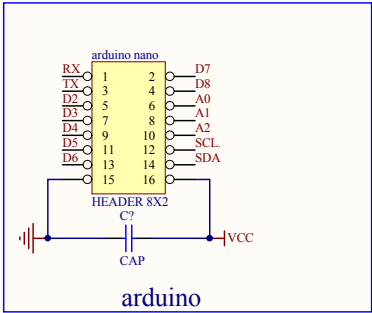 arduino nano
RX 1 2 D7
TX 3 4 D8
D2 5 6 A0
D3 7 8 A1
D4 9 10 A2
D5 11 12 SCL.
D6 13 14 SDA
15 16
HEADER 8X2
C?
VCC
CAP
arduino